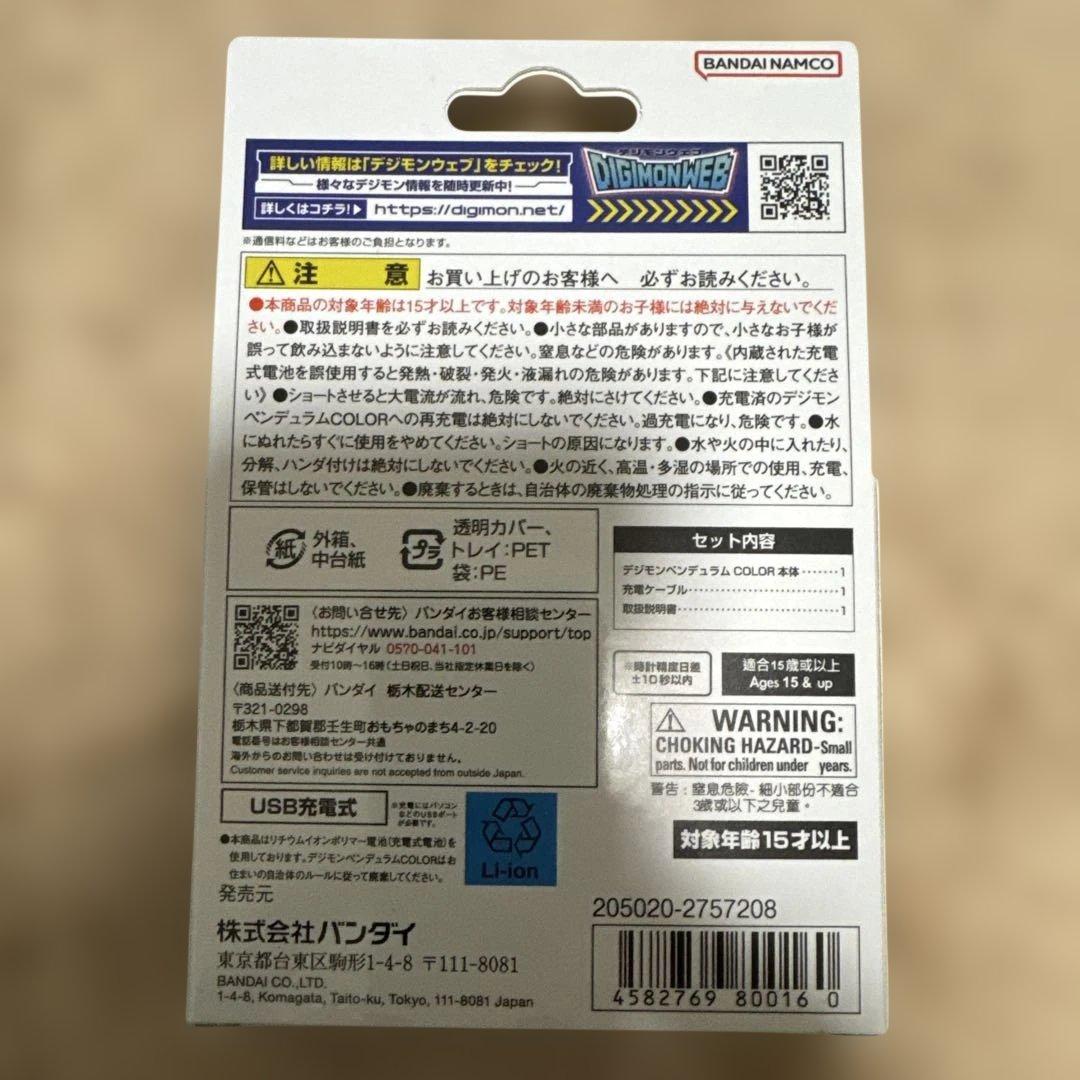 BANDAI NAMCO
詳しい情報は「デジモンウェブ」をチェック!
様々なデジモン情報を随時更新中!
詳しくはコチラ!▶ https://digimon.net/
デジモンウェブ
DIGIMONWEB
※通信料などはお客様のご負担となります。
⚠注 意 お買い上げのお客様へ 必ずお読みください。
●本商品の対象年齢は15才以上です。対象年齢未満のお子様には絶対に与えないでくだ
さい。●取扱説明書を必ずお読みください。●小さな部品がありますので、小さなお子様が
誤って飲み込まないように注意してください。窒息などの危険があります。《内蔵された充電
式電池を誤使用すると発熱・破裂・発火・液漏れの危険があります。下記に注意してくださ
い》●ショートさせると大電流が流れ、危険です。絶対にさけてください。●充電済のデジモン
ペンデュラムCOLORへの再充電は絶対にしないでください。過充電になり、危険です。●水
にぬれたらすぐに使用をやめてください。ショートの原因になります。●水や火の中に入れたり、
分解、ハンダ付けは絶対にしないでください。●火の近く、高温・多湿の場所での使用、充電、
保管はしないでください。●廃棄するときは、自治体の廃棄物処理の指示に従ってください。
紙 外箱、
中台紙
プラ 透明カバー、
トレイ:PET
袋:PE
セット内容
デジモンペンデュラム COLOR 本体・・・・・・・1
充電ケーブル・・・・・・・・・・・・・・・・・・1
取扱説明書・・・・・・・・・・・・・・・・・・・1
〈お問い合せ先〉バンダイお客様相談センター
https://www.bandai.co.jp/support/top
ナビダイヤル 0570-041-101
受付10時〜16時(土日祝日、当社指定休業日を除く)
〈商品送付先〉バンダイ 栃木配送センター
〒321-0298
栃木県下都賀郡壬生町おもちゃのまち4-2-20
電話番号はお客様相談センター共通
海外からのお問い合わせは受け付けておりません。
Customer service inquiries are not accepted from outside Japan.
※時計精度日差
±10秒以内
適合15歳或以上
Ages 15 & up
⚠ WARNING:
CHOKING HAZARD-Small
parts. Not for children under years.
警告 : 窒息危險- 細小部份不適合
3歲或以下之兒童。
対象年齢15才以上
USB充電式
※充電にはパソコン
などのUSBポート
が必要です。
●本商品はリチウムイオンポリマー電池(充電式電池)を
使用しております。デジモンペンデュラムCOLORはお
住まいの自治体のルールに従って廃棄してください。
Li-ion
発売元
株式会社バンダイ
東京都台東区駒形1-4-8 〒111-8081
BANDAI CO.,LTD.
1-4-8, Komagata, Taito-ku, Tokyo, 111-8081 Japan
205020-2757208
4582769 80016 0